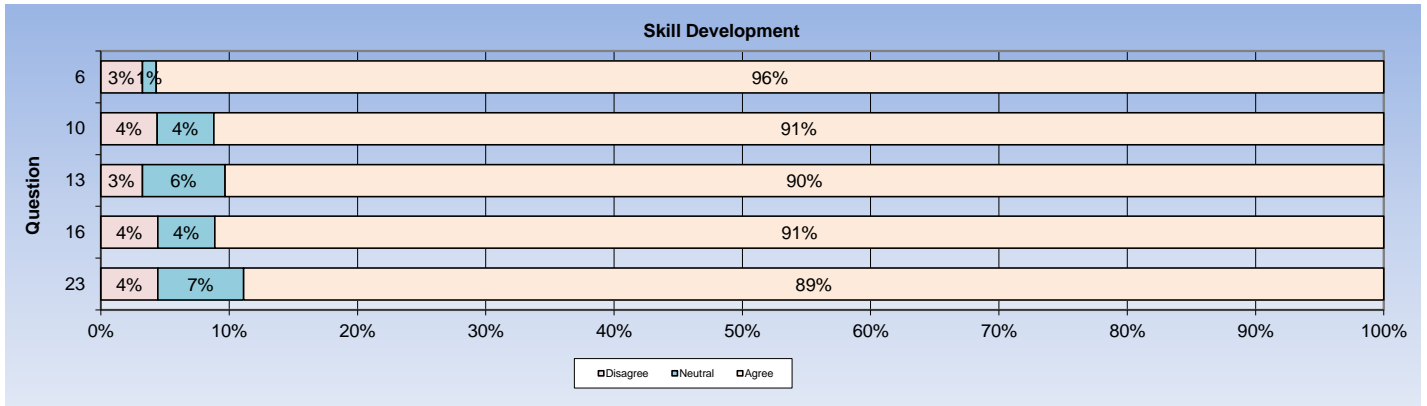 Skill Development
Question
6 3% 1% 96%
10 4% 4% 91%
13 3% 6% 90%
16 4% 4% 91%
23 4% 7% 89%
0% 10% 20% 30% 40% 50% 60% 70% 80% 90% 100%
Disagree Neutral Agree